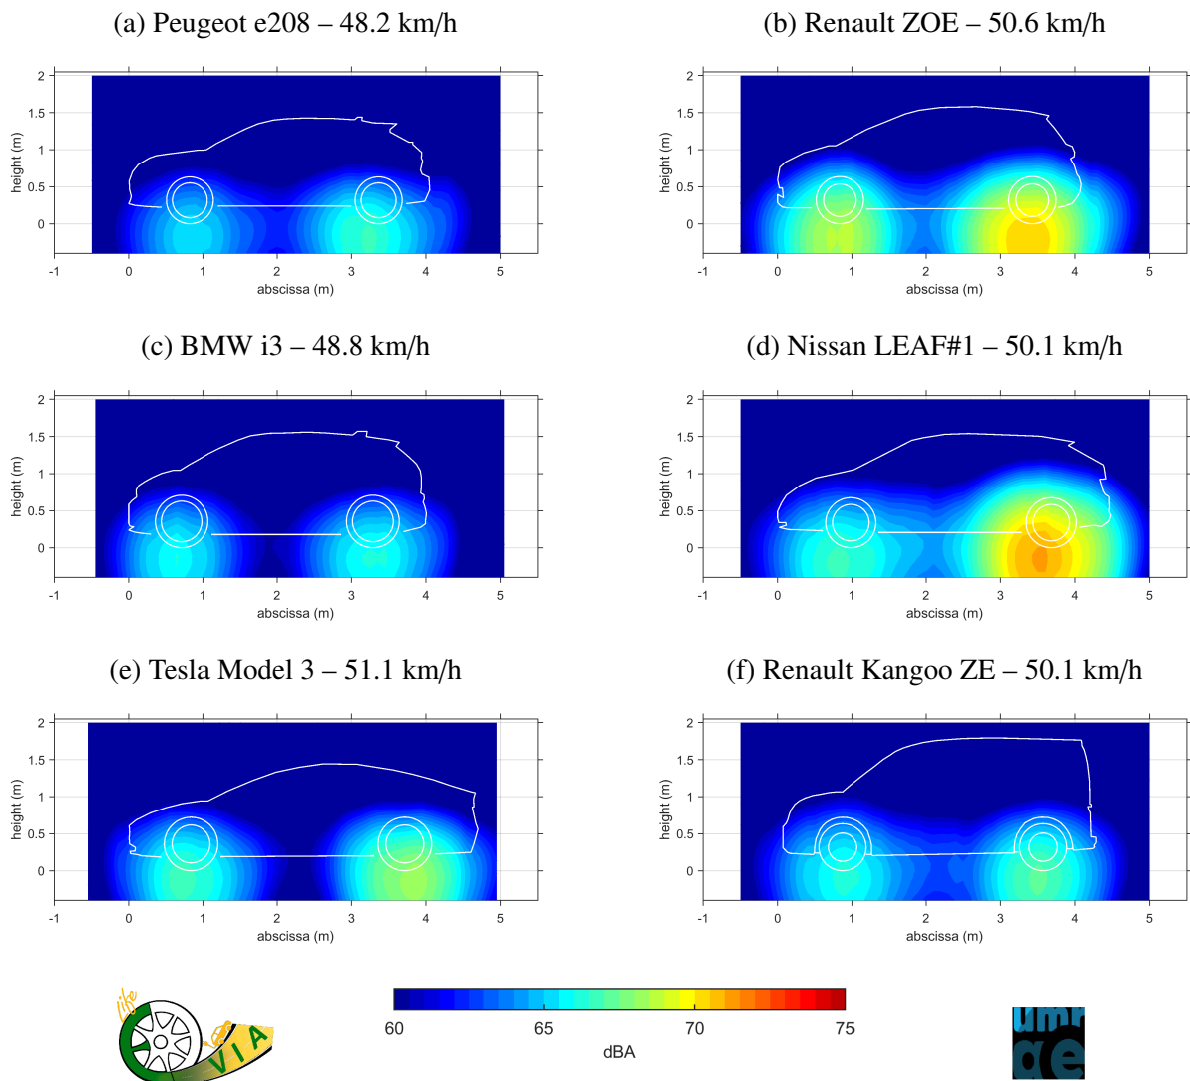 (a) Peugeot e208 – 48.2 km/h
(b) Renault ZOE – 50.6 km/h
2
1.5
1
0.5
0
height (m)
-1 0 1 2 3 4 5
abscissa (m)
2
1.5
1
0.5
0
height (m)
-1 0 1 2 3 4 5
abscissa (m)
(c) BMW i3 – 48.8 km/h
(d) Nissan LEAF#1 – 50.1 km/h
2
1.5
1
0.5
0
height (m)
-1 0 1 2 3 4 5
abscissa (m)
2
1.5
1
0.5
0
height (m)
-1 0 1 2 3 4 5
abscissa (m)
(e) Tesla Model 3 – 51.1 km/h
(f) Renault Kangoo ZE – 50.1 km/h
2
1.5
1
0.5
0
height (m)
-1 0 1 2 3 4 5
abscissa (m)
2
1.5
1
0.5
0
height (m)
-1 0 1 2 3 4 5
abscissa (m)
life
VIA
60 65 70 75
dBA
umr
ae